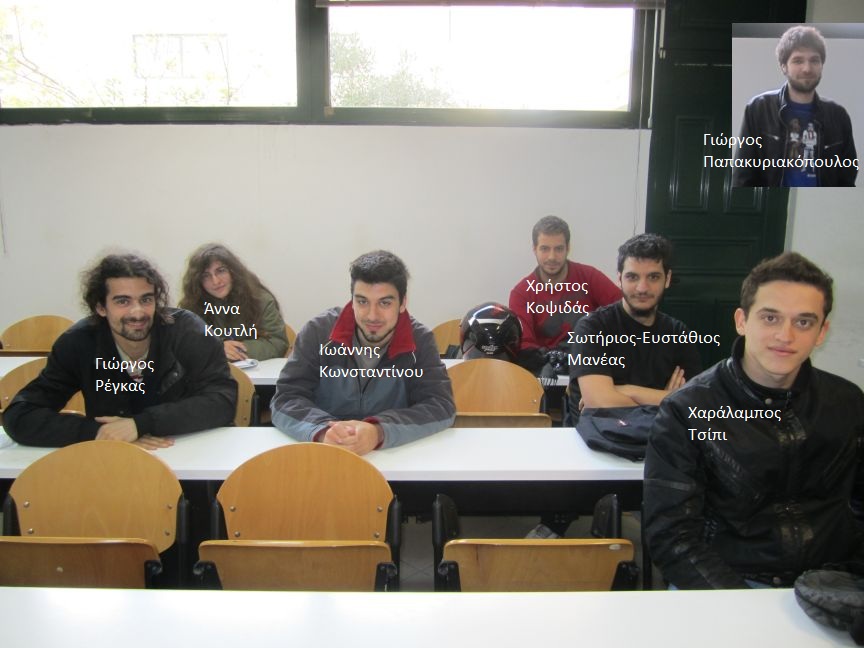 Γιώργος
Παπακυριακόπουλος
Άννα
Κουτλή
Χρήστος
Κοψιδάς
Γιώργος
Ρέγκας
Ιωάννης
Κωνσταντίνου
Σωτήριος-Ευστάθιος
Μανέας
Χαράλαμπος
Τσίπι